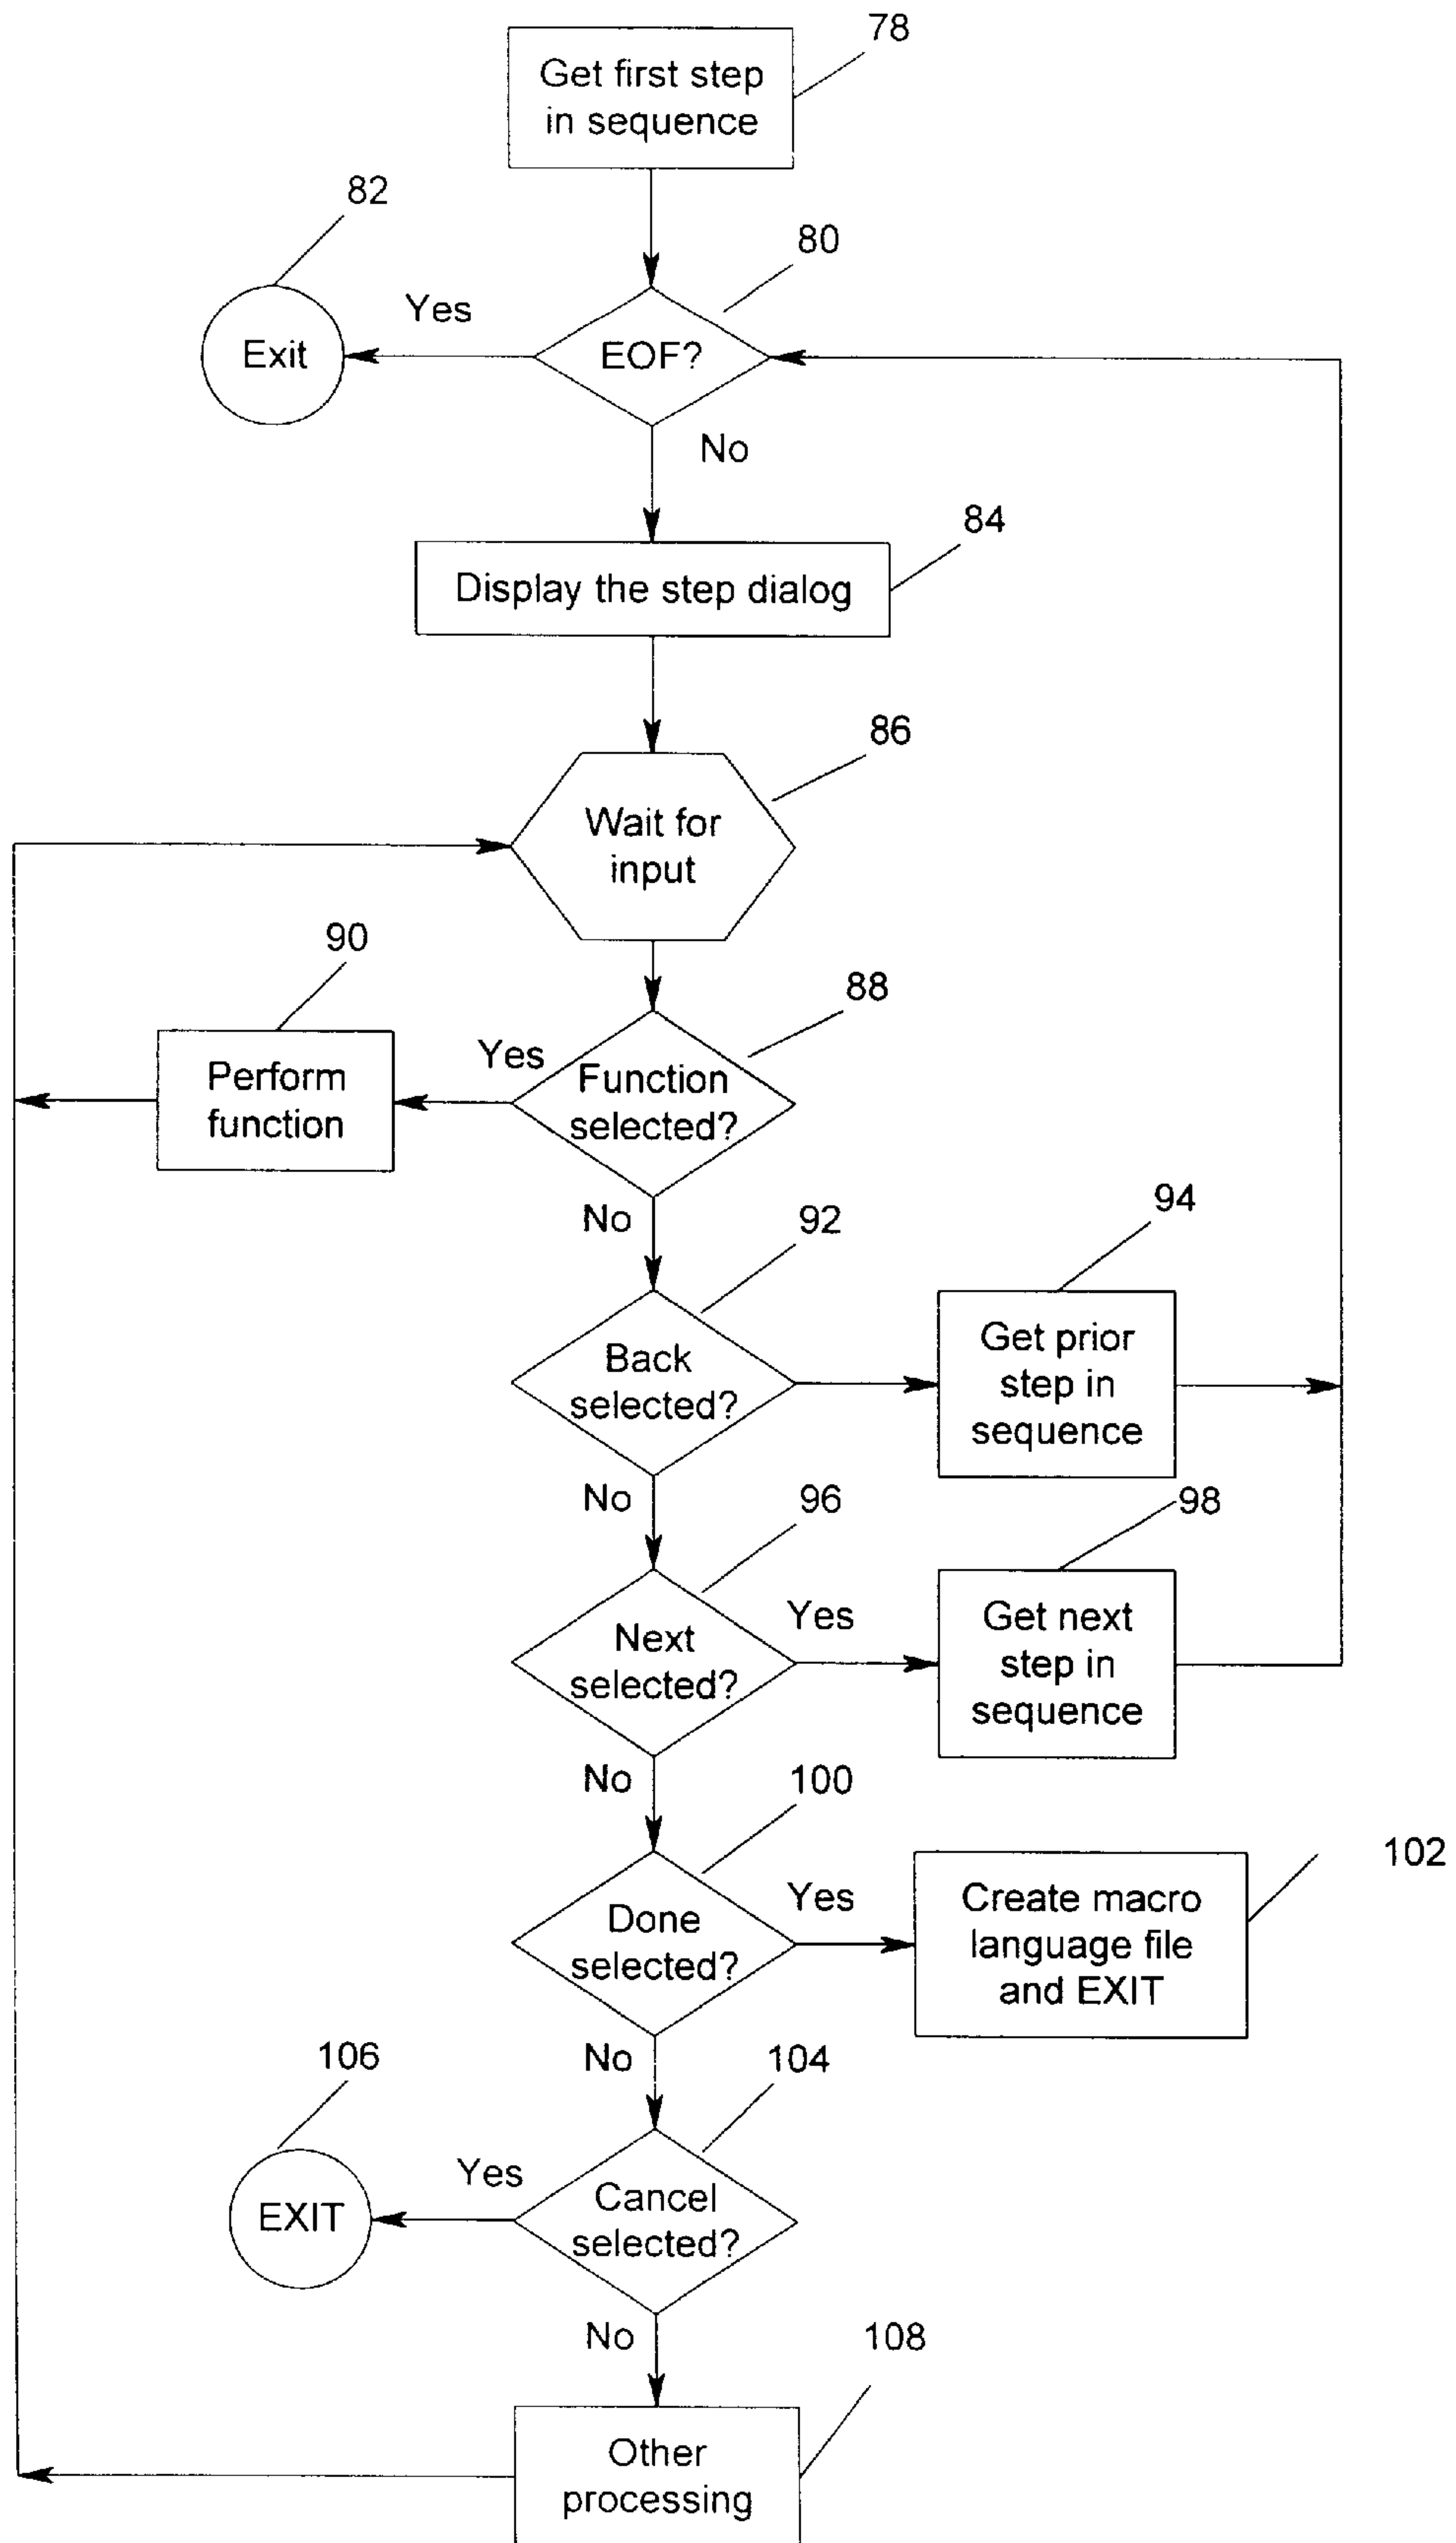 78
Get first step
in sequence
82
80
Yes
Exit
EOF?
No
84
Display the step dialog
86
Wait for
input
90
88
Yes
Perform
function
Function
selected?
No
92
94
Back
selected?
Get prior
step in
sequence
No
96
98
Yes
Next
selected?
Get next
step in
sequence
No
100
102
Yes
Done
selected?
Create macro
language file
and EXIT
No
106
104
Yes
EXIT
Cancel
selected?
No
108
Other
processing